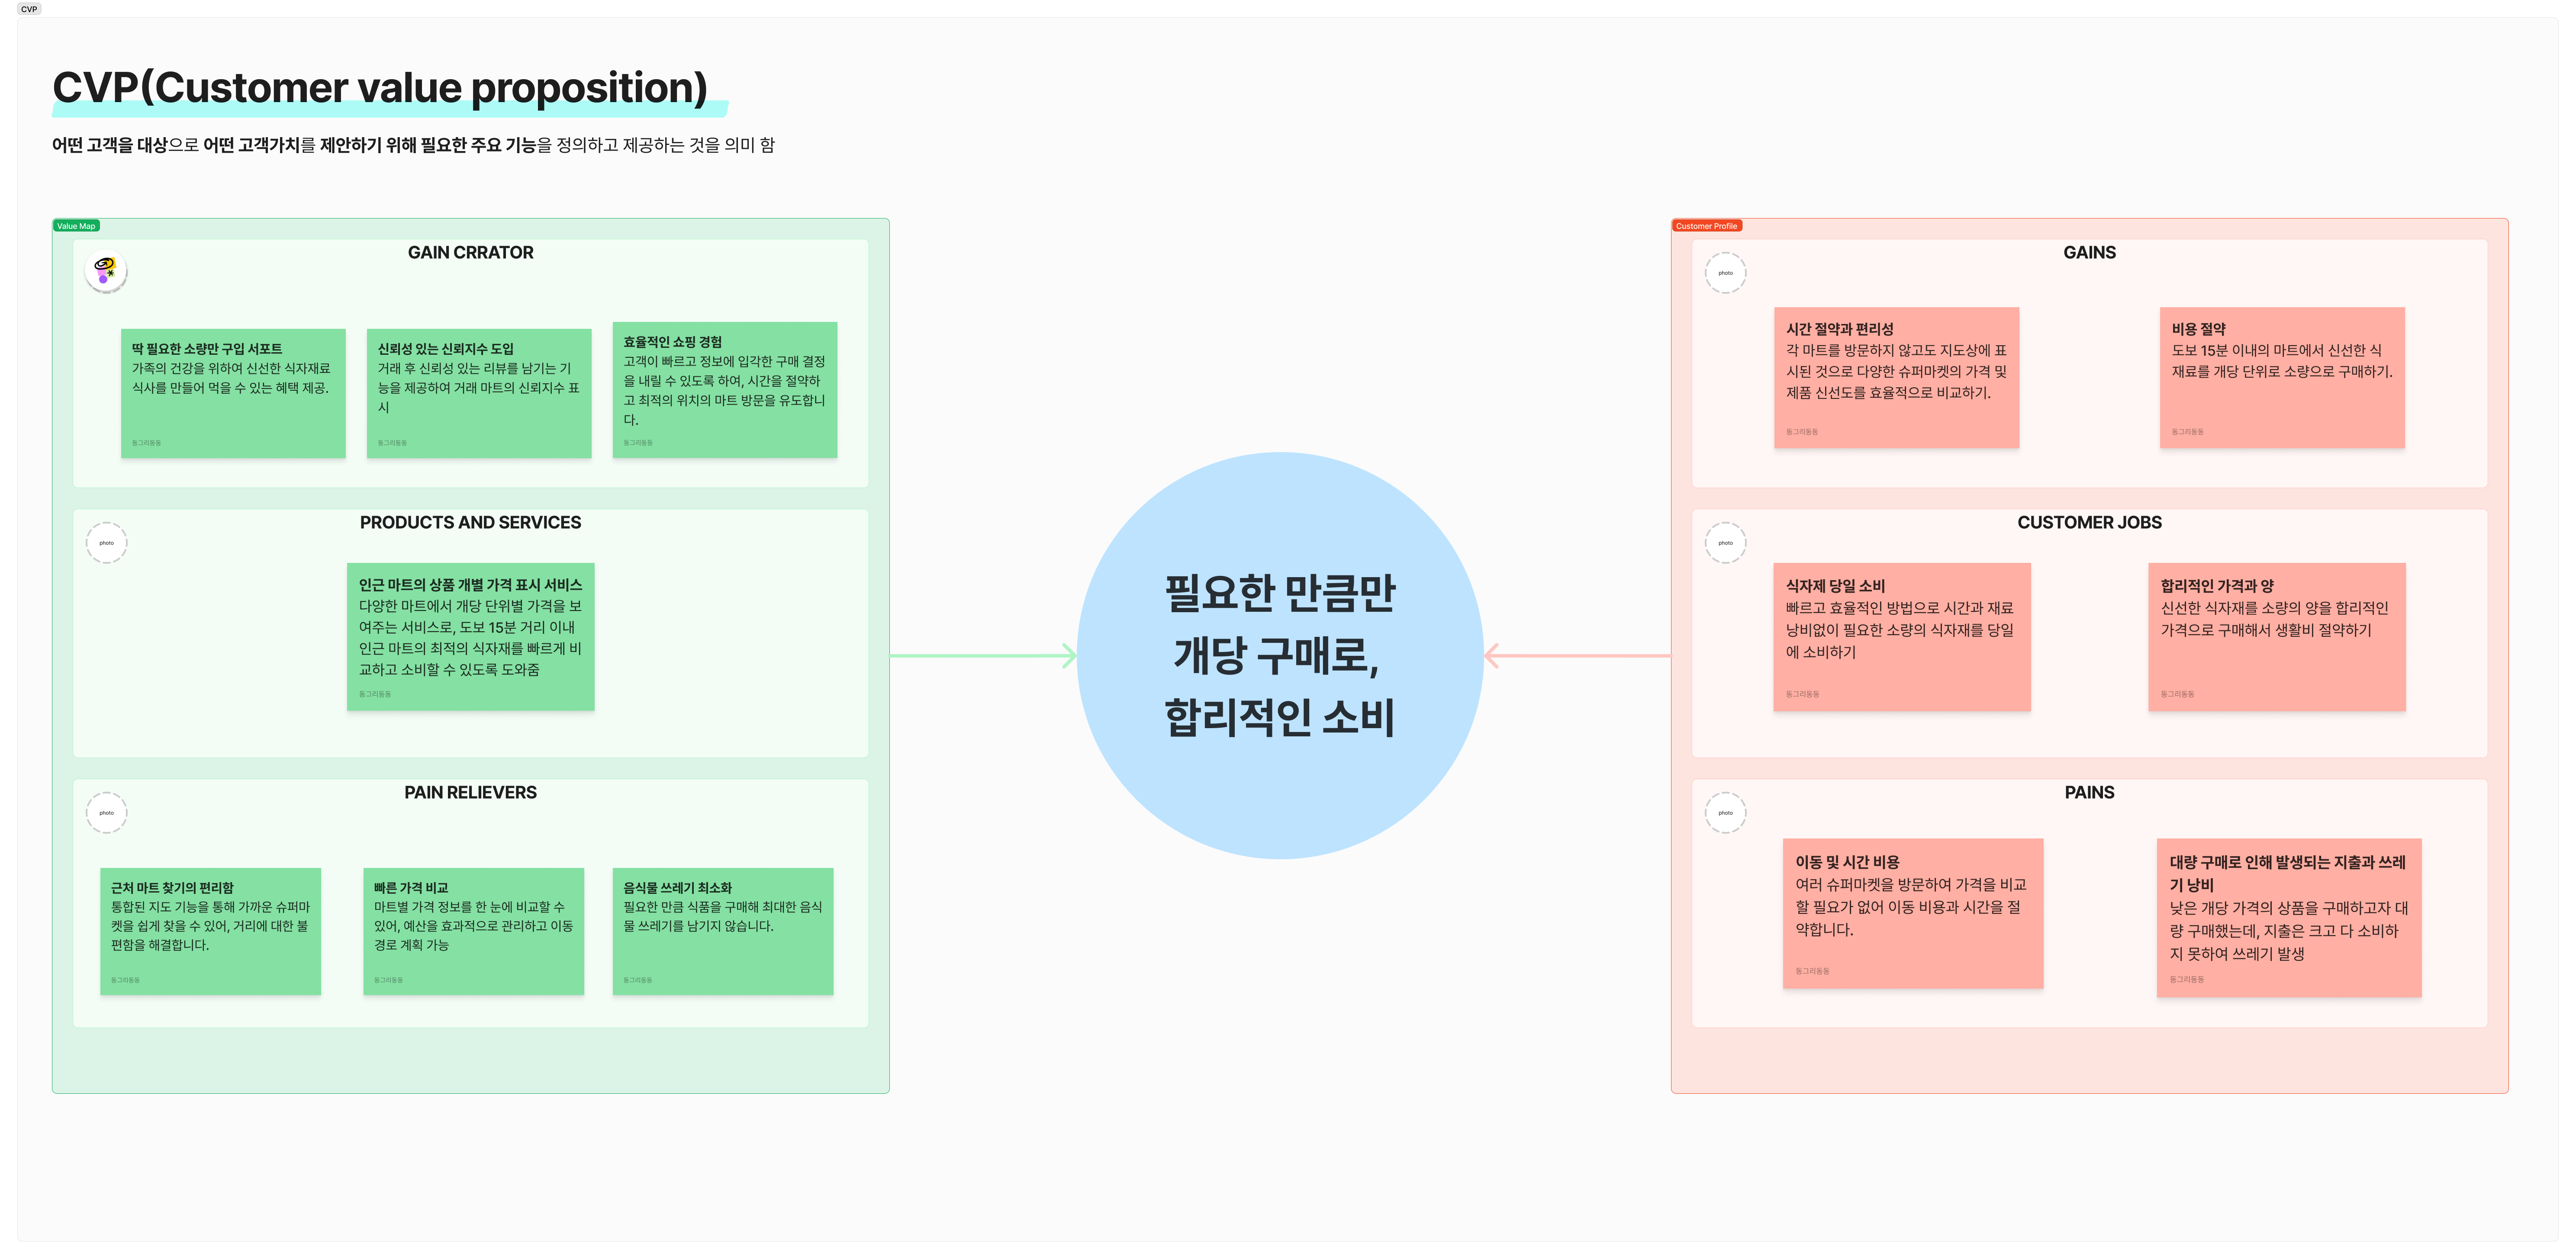 CVP
CVP(Customer value proposition)
어떤 고객을 대상으로 어떤 고객가치를 제안하기 위해 필요한 주요 기능을 정의하고 제공하는 것을 의미 함
Value Map
GAIN CRRATOR
딱 필요한 소량만 구입 서포트
가족의 건강을 위하여 신선한 식자재료
식사를 만들어 먹을 수 있는 혜택 제공.
동그리동동
신뢰성 있는 신뢰지수 도입
거래 후 신뢰성 있는 리뷰를 남기는 기
능을 제공하여 거래 마트의 신뢰지수 표
시
동그리동동
효율적인 쇼핑 경험
고객이 빠르고 정보에 입각한 구매 결정
을 내릴 수 있도록 하여, 시간을 절약하
고 최적의 위치의 마트 방문을 유도합니
다.
동그리동동
PRODUCTS AND SERVICES
photo
인근 마트의 상품 개별 가격 표시 서비스
다양한 마트에서 개당 단위별 가격을 보
여주는 서비스로, 도보 15분 거리 이내
인근 마트의 최적의 식자재를 빠르게 비
교하고 소비할 수 있도록 도와줌
동그리동동
PAIN RELIEVERS
photo
근처 마트 찾기의 편리함
통합된 지도 기능을 통해 가까운 슈퍼마
켓을 쉽게 찾을 수 있어, 거리에 대한 불
편함을 해결합니다.
동그리동동
빠른 가격 비교
마트별 가격 정보를 한 눈에 비교할 수
있어, 예산을 효과적으로 관리하고 이동
경로 계획 가능
동그리동동
음식물 쓰레기 최소화
필요한 만큼 식품을 구매해 최대한 음식
물 쓰레기를 남기지 않습니다.
동그리동동
필요한 만큼만
개당 구매로,
합리적인 소비
Customer Profile
GAINS
photo
시간 절약과 편리성
각 마트를 방문하지 않고도 지도상에 표
시된 것으로 다양한 슈퍼마켓의 가격 및
제품 신선도를 효율적으로 비교하기.
동그리동동
비용 절약
도보 15분 이내의 마트에서 신선한 식
재료를 개당 단위로 소량으로 구매하기.
동그리동동
CUSTOMER JOBS
photo
식자제 당일 소비
빠르고 효율적인 방법으로 시간과 재료
낭비없이 필요한 소량의 식자재를 당일
에 소비하기
동그리동동
합리적인 가격과 양
신선한 식자재를 소량의 양을 합리적인
가격으로 구매해서 생활비 절약하기
동그리동동
PAINS
photo
이동 및 시간 비용
여러 슈퍼마켓을 방문하여 가격을 비교
할 필요가 없어 이동 비용과 시간을 절
약합니다.
동그리동동
대량 구매로 인해 발생되는 지출과 쓰레
기 낭비
낮은 개당 가격의 상품을 구매하고자 대
량 구매했는데, 지출은 크고 다 소비하
지 못하여 쓰레기 발생
동그리동동